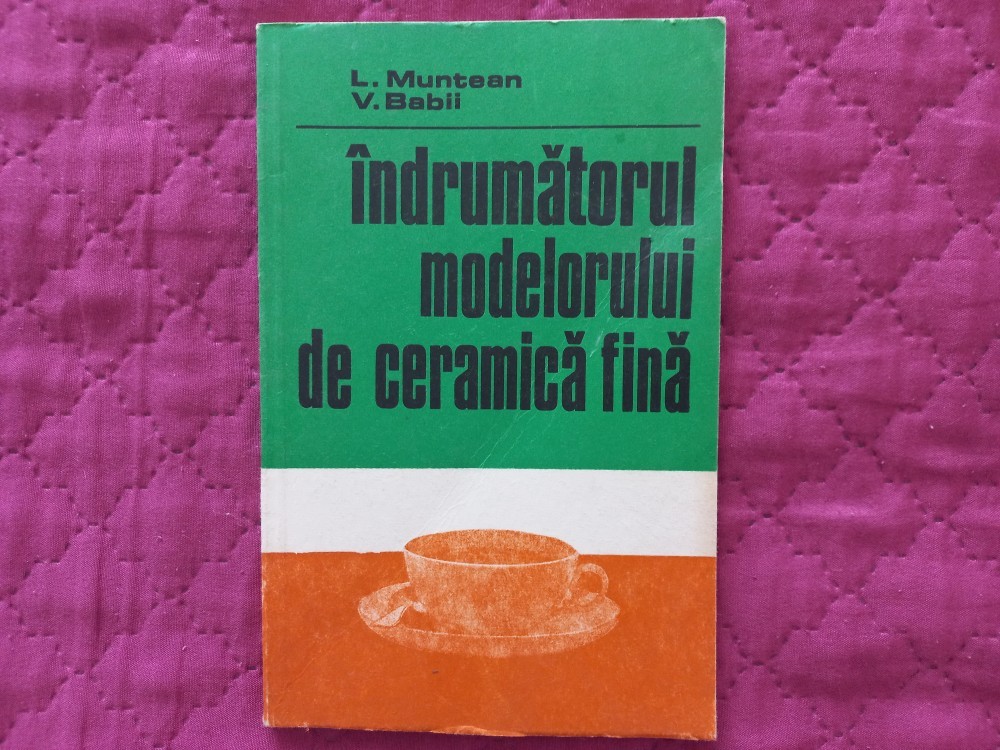 L. Muntean
V. Babii
îndrumătorul
modelorului
de ceramică fină